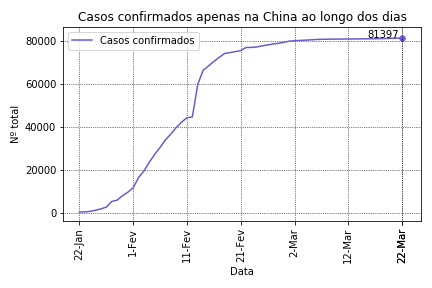 Casos confirmados apenas na China ao longo dos dias
Casos confirmados
81397
80000
60000
40000
20000
0
Nº total
22-Jan
1-Fev
11-Fev
21-Fev
2-Mar
12-Mar
22-Mar
Data